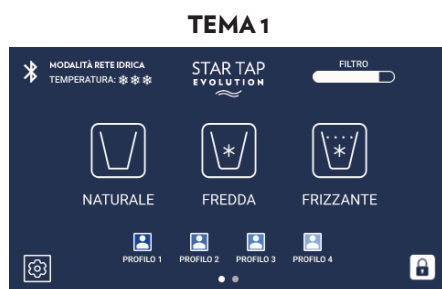 TEMA 1
MODALITÀ RETE IDRICA
TEMPERATURA:
STAR TAP
EVOLUTION
FILTRO
NATURALE
FREDDA
FRIZZANTE
PROFILO 1
PROFILO 2
PROFILO 3
PROFILO 4